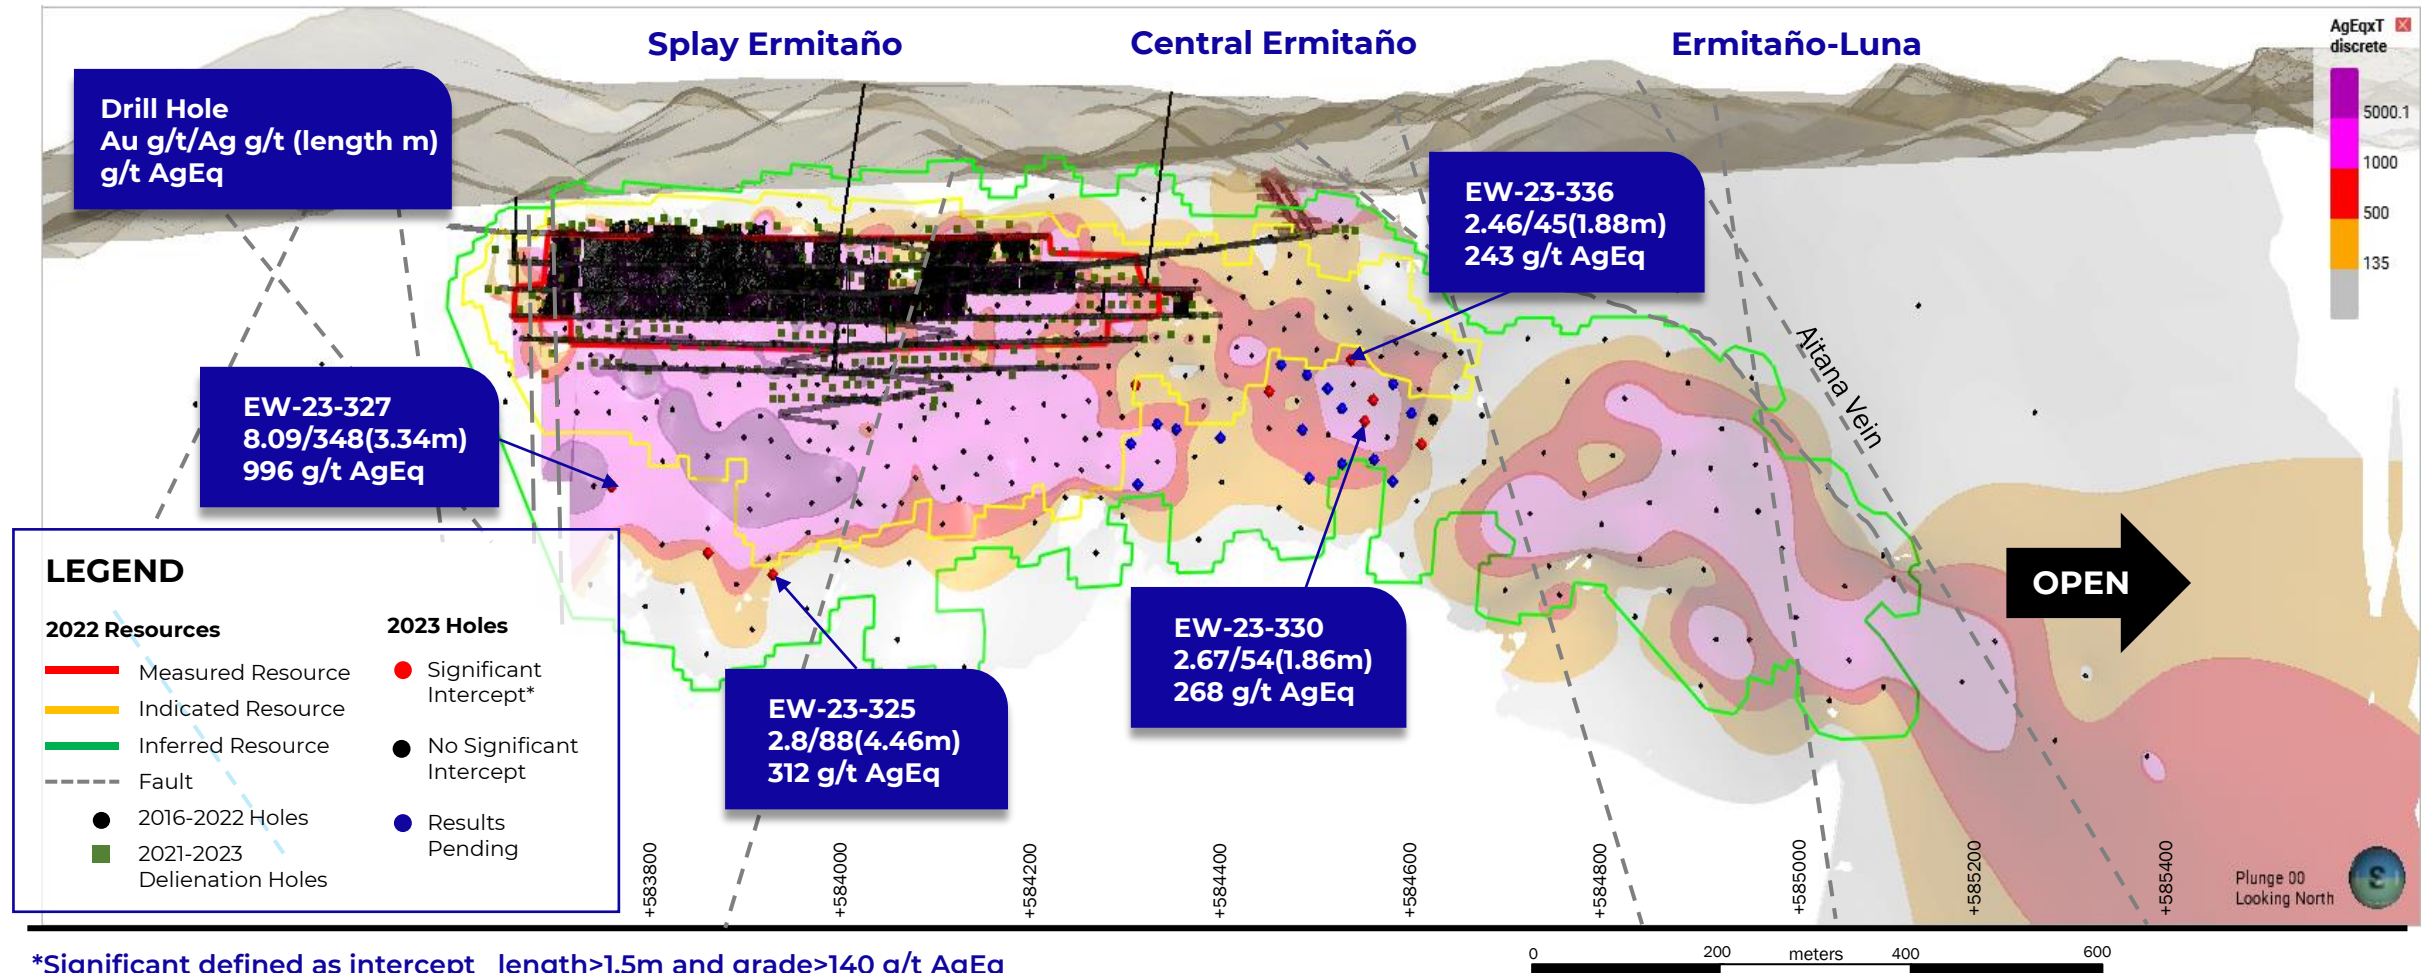 Splay Ermitaño
Central Ermitaño
Ermitaño-Luna
AgEqxT
discrete
5000.1
1000
500
135
Drill Hole
Au g/t/Ag g/t (length m)
g/t AgEq
EW-23-336
2.46/45(1.88m)
243 g/t AgEq
Aitana Vein
EW-23-327
8.09/348(3.34m)
996 g/t AgEq
OPEN
EW-23-330
2.67/54(1.86m)
268 g/t AgEq
EW-23-325
2.8/88(4.46m)
312 g/t AgEq
LEGEND
2022 Resources
Measured Resource
Indicated Resource
Inferred Resource
Fault
2016-2022 Holes
2021-2023
Delienation Holes
2023 Holes
Significant
Intercept*
No Significant
Intercept
Results
Pending
+583800
+584000
+584200
+584400
+584600
+584800
+585000
+585200
+585400
Plunge 00
Looking North
*Significant defined as intercept length>1.5m and grade>140 g/t AgEq
0 200 meters 400 600